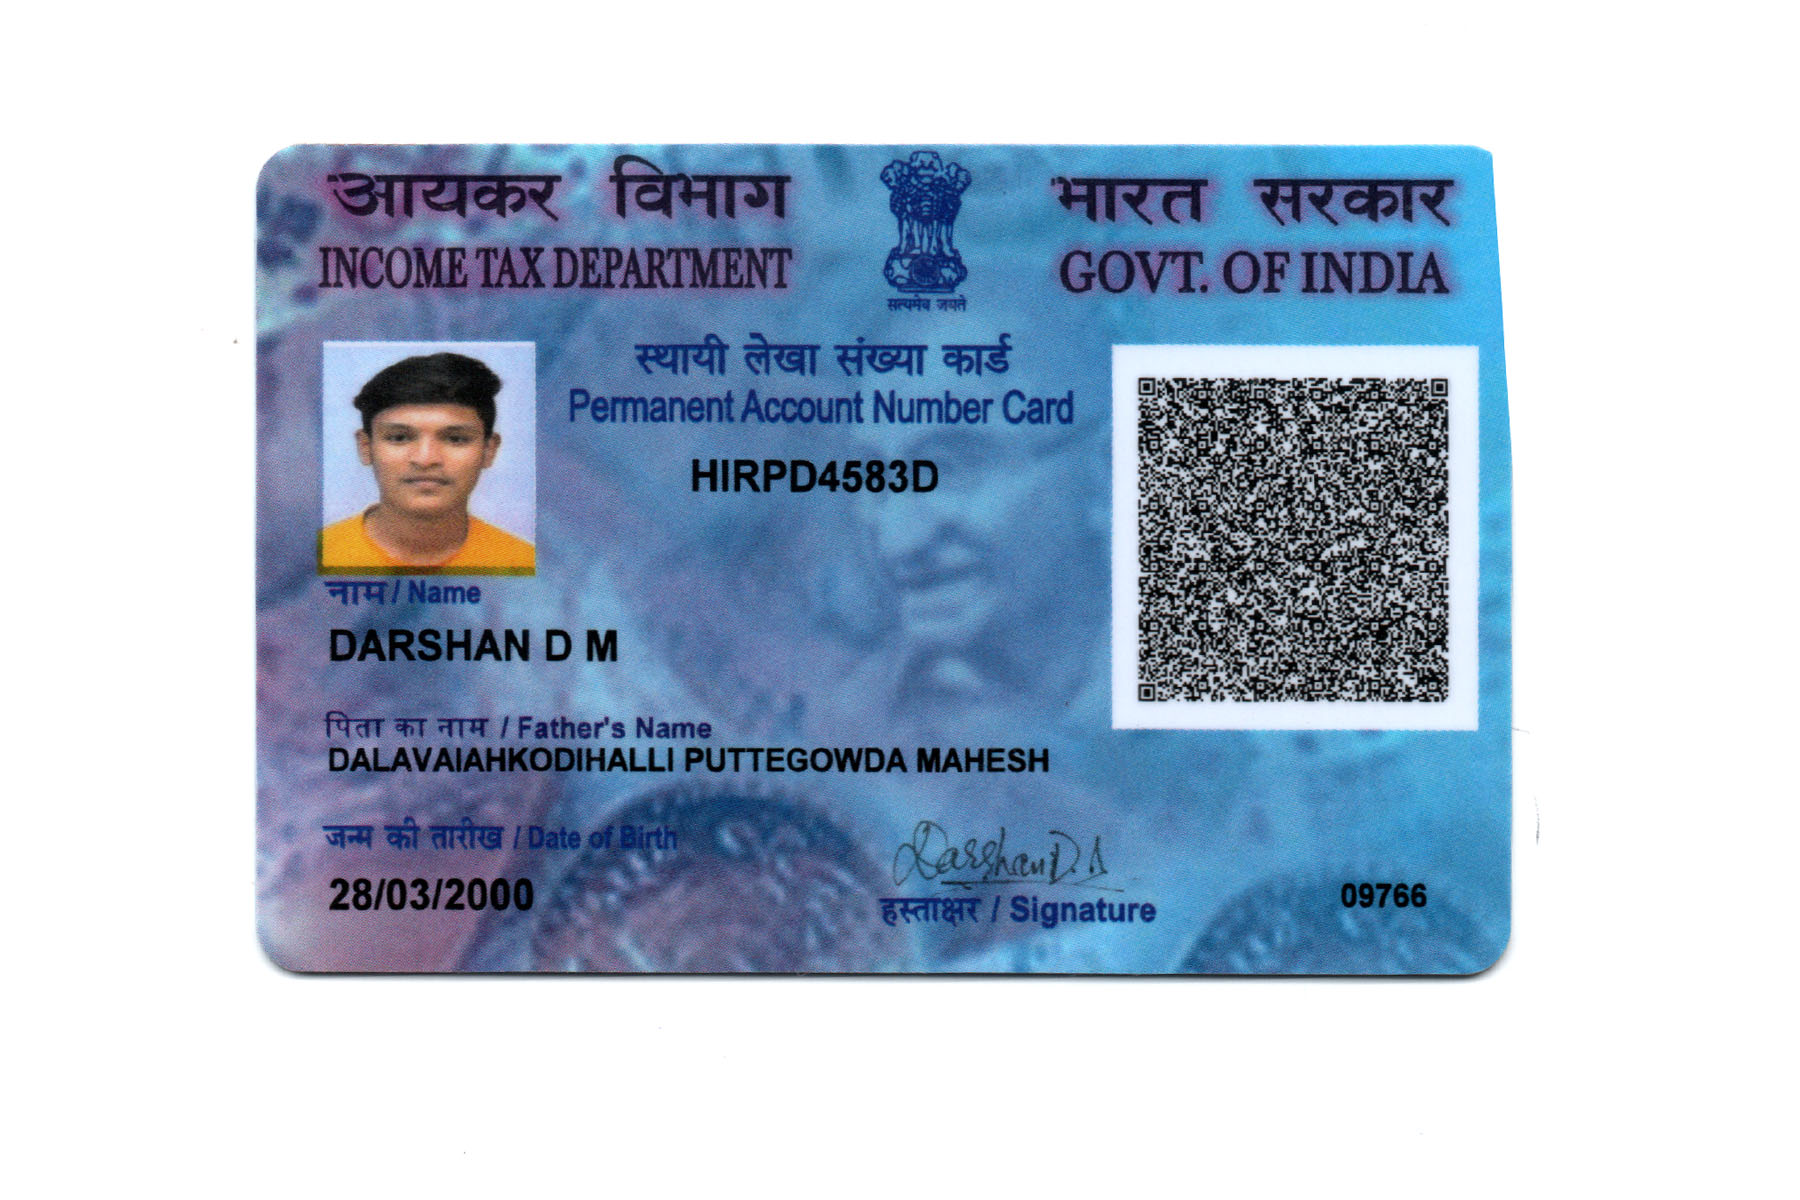 आयकर विभाग
INCOME TAX DEPARTMENT
सत्यमेव जयते
भारत सरकार
GOVT. OF INDIA
स्थायी लेखा संख्या कार्ड
Permanent Account Number Card
HIRPD4583D
नाम / Name
DARSHAN D M
पिता का नाम / Father's Name
DALAVAIAHKODIHALLI PUTTEGOWDA MAHESH
जन्म की तारीख / Date of Birth
28/03/2000
Darshan D.
हस्ताक्षर / Signature
09766